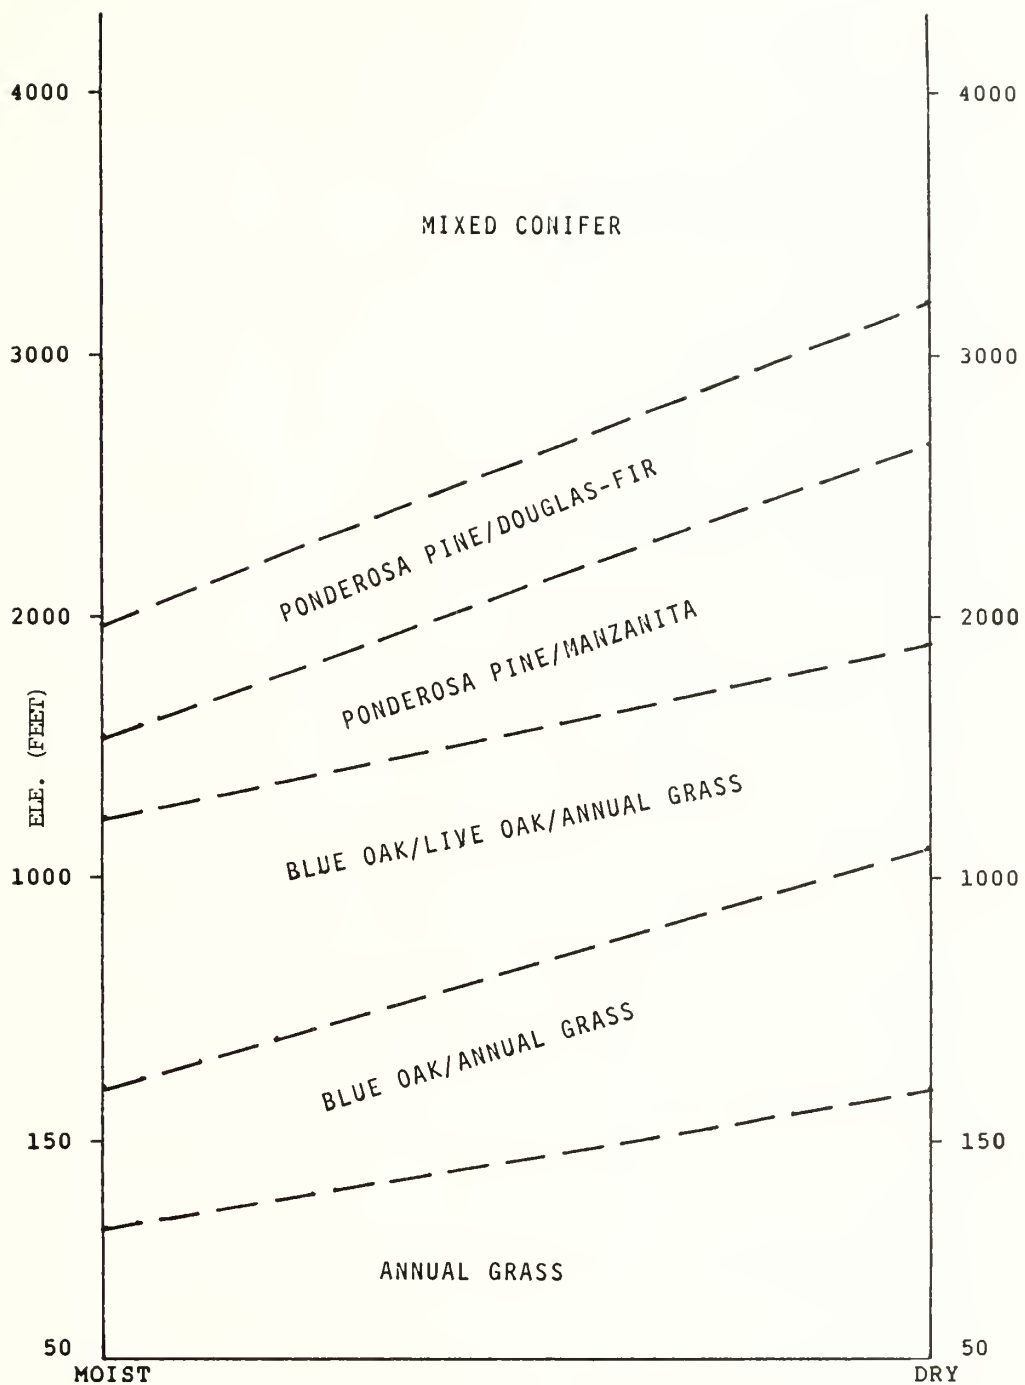 4000 4000
MIXED CONIFER
3000 3000
PONDEROSA PINE/DOUGLAS-FIR
2000 2000
PONDEROSA PINE/MANZANITA
ELE. (FEET)
BLUE OAK/LIVE OAK/ANNUAL GRASS
1000 1000
BLUE OAK/ANNUAL GRASS
150 150
ANNUAL GRASS
50 50
MOIST DRY